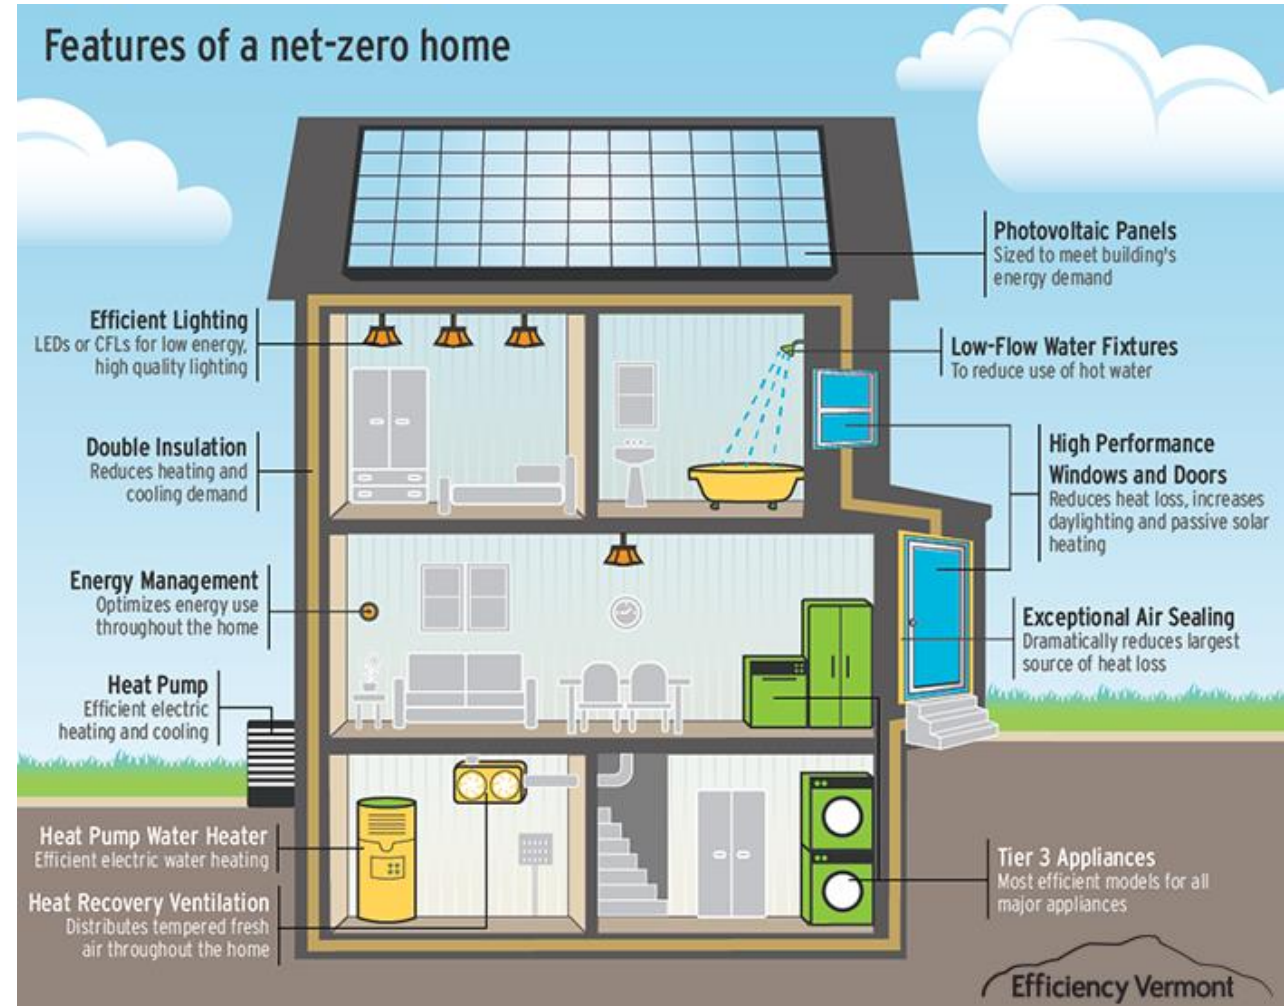 Features of a net-zero home
Efficient Lighting
LEDs or CFLs for low energy,
high quality lighting
Double Insulation
Reduces heating and
cooling demand
Energy Management
Optimizes energy use
throughout the home
Heat Pump
Efficient electric
heating and cooling
Heat Pump Water Heater
Efficient electric water heating
Heat Recovery Ventilation
Distributes tempered fresh
air throughout the home
Photovoltaic Panels
Sized to meet building's
energy demand
Low-Flow Water Fixtures
To reduce use of hot water
High Performance
Windows and Doors
Reduces heat loss, increases
daylighting and passive solar
heating
Exceptional Air Sealing
Dramatically reduces largest
source of heat loss
Tier 3 Appliances
Most efficient models for all
major appliances
Efficiency Vermont